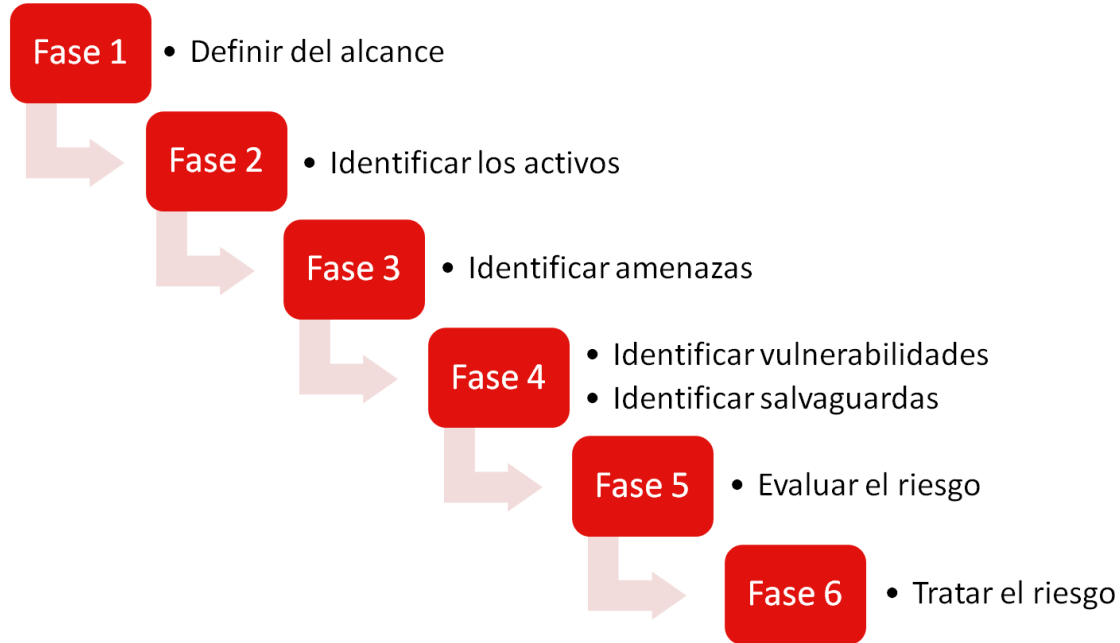 Fase 1
• Definir del alcance
Fase 2
• Identificar los activos
Fase 3
• Identificar amenazas
Fase 4
• Identificar vulnerabilidades
• Identificar salvaguardas
Fase 5
• Evaluar el riesgo
Fase 6
• Tratar el riesgo